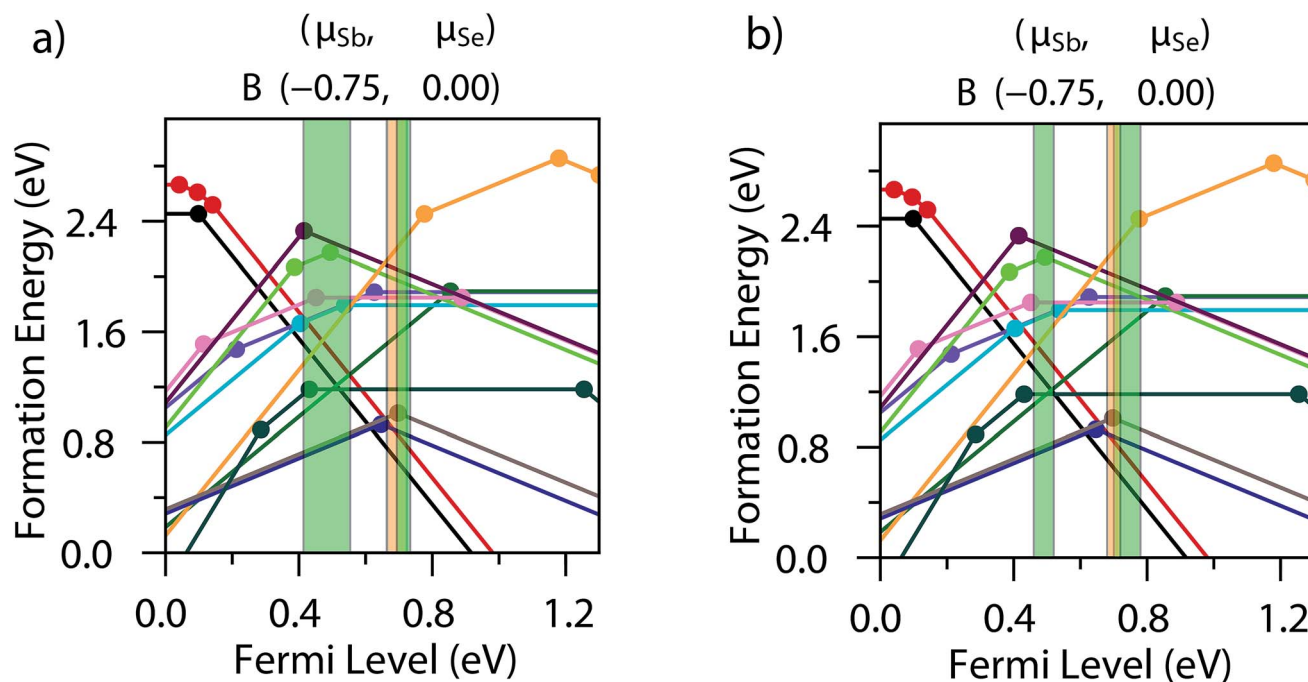 a)
(μSb, μSe)
B (−0.75, 0.00)
Formation Energy (eV)
2.4
1.6
0.8
0.0
0.0 0.4 0.8 1.2
Fermi Level (eV)
b)
(μSb, μSe)
B (−0.75, 0.00)
Formation Energy (eV)
2.4
1.6
0.8
0.0
0.0 0.4 0.8 1.2
Fermi Level (eV)